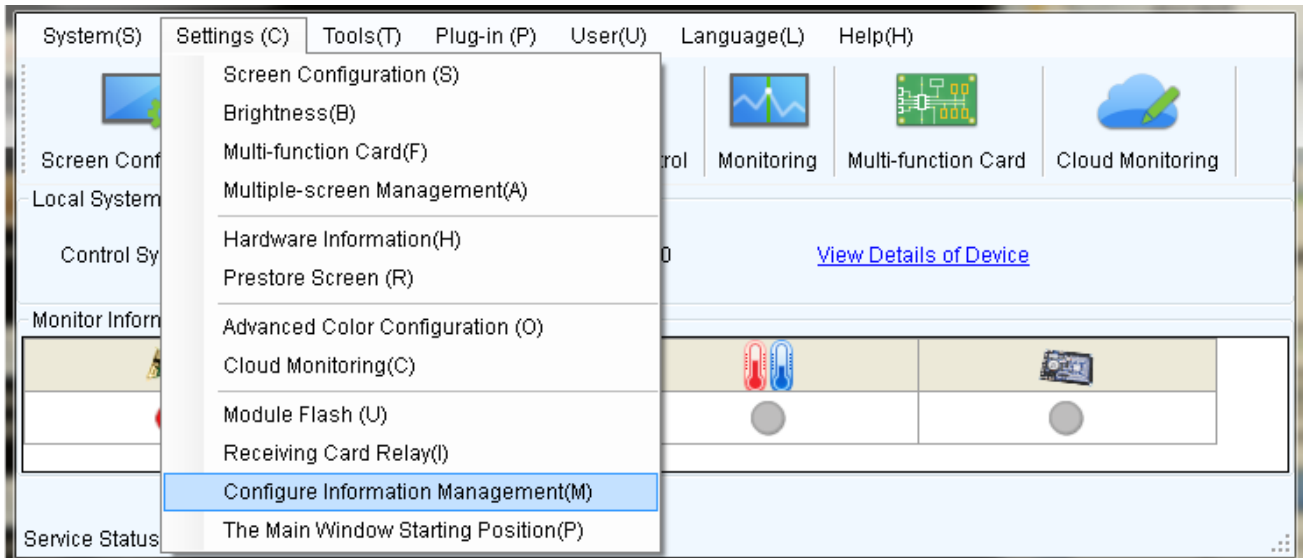 System(S) Settings (C) Tools(T) Plug-in (P) User(U) Language(L) Help(H)
Screen Configuration (S)
Brightness(B)
Multi-function Card(F)
Multiple-screen Management(A)
Hardware Information(H)
Prestore Screen (R)
Advanced Color Configuration (O)
Cloud Monitoring(C)
Module Flash (U)
Receiving Card Relay(I)
Configure Information Management(M)
The Main Window Starting Position(P)
Screen Conf rol Monitoring Multi-function Card Cloud Monitoring
Local System
Control Sy 0 View Details of Device
Monitor Inforn
Service Status